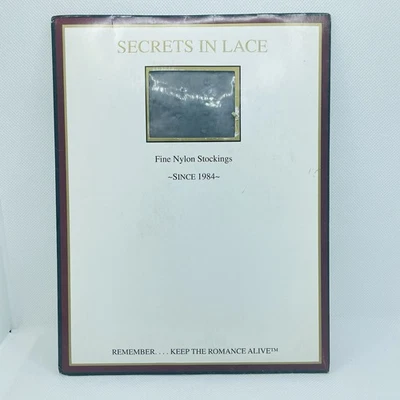 SECRETS IN LACE
Fine Nylon Stockings
~SINCE 1984~
REMEMBER. . . . KEEP THE ROMANCE ALIVE™